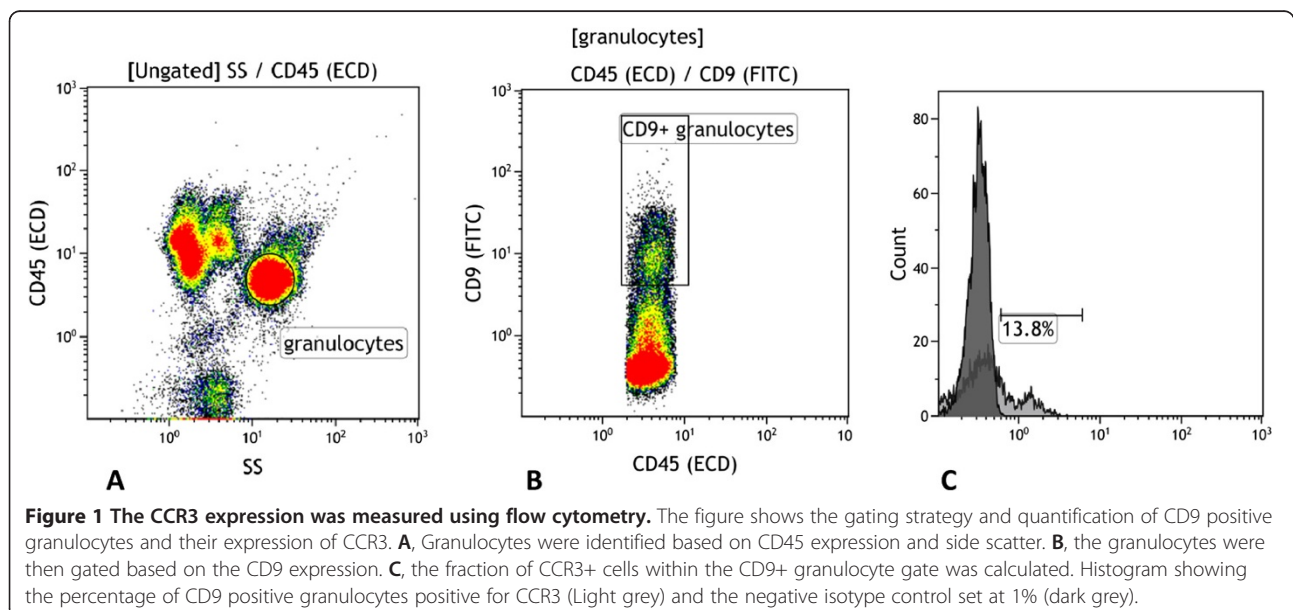 [granulocytes]
[Ungated] SS / CD45 (ECD)
CD45 (ECD) / CD9 (FITC)
10³
10²
10¹
10⁰
CD45 (ECD)
granulocytes
10⁰ 10¹ 10² 10³
SS
A
10³
10²
10¹
10⁰
CD9 (FITC)
CD9+ granulocytes
10⁰ 10¹ 10² 10
CD45 (ECD)
B
80
60
40
20
0
Count
13.8%
10⁰ 10¹ 10² 10³
C
Figure 1 The CCR3 expression was measured using flow cytometry. The figure shows the gating strategy and quantification of CD9 positive
granulocytes and their expression of CCR3. A, Granulocytes were identified based on CD45 expression and side scatter. B, the granulocytes were
then gated based on the CD9 expression. C, the fraction of CCR3+ cells within the CD9+ granulocyte gate was calculated. Histogram showing
the percentage of CD9 positive granulocytes positive for CCR3 (Light grey) and the negative isotype control set at 1% (dark grey).